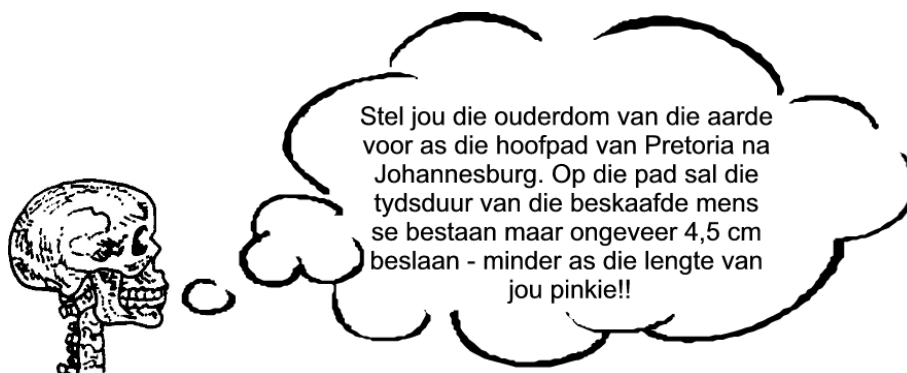 Stel jou die ouderdom van die aarde
voor as die hoofpad van Pretoria na
Johannesburg. Op die pad sal die
tydsduur van die beskaafde mens
se bestaan maar ongeveer 4,5 cm
beslaan - minder as die lengte van
jou pinkie!!